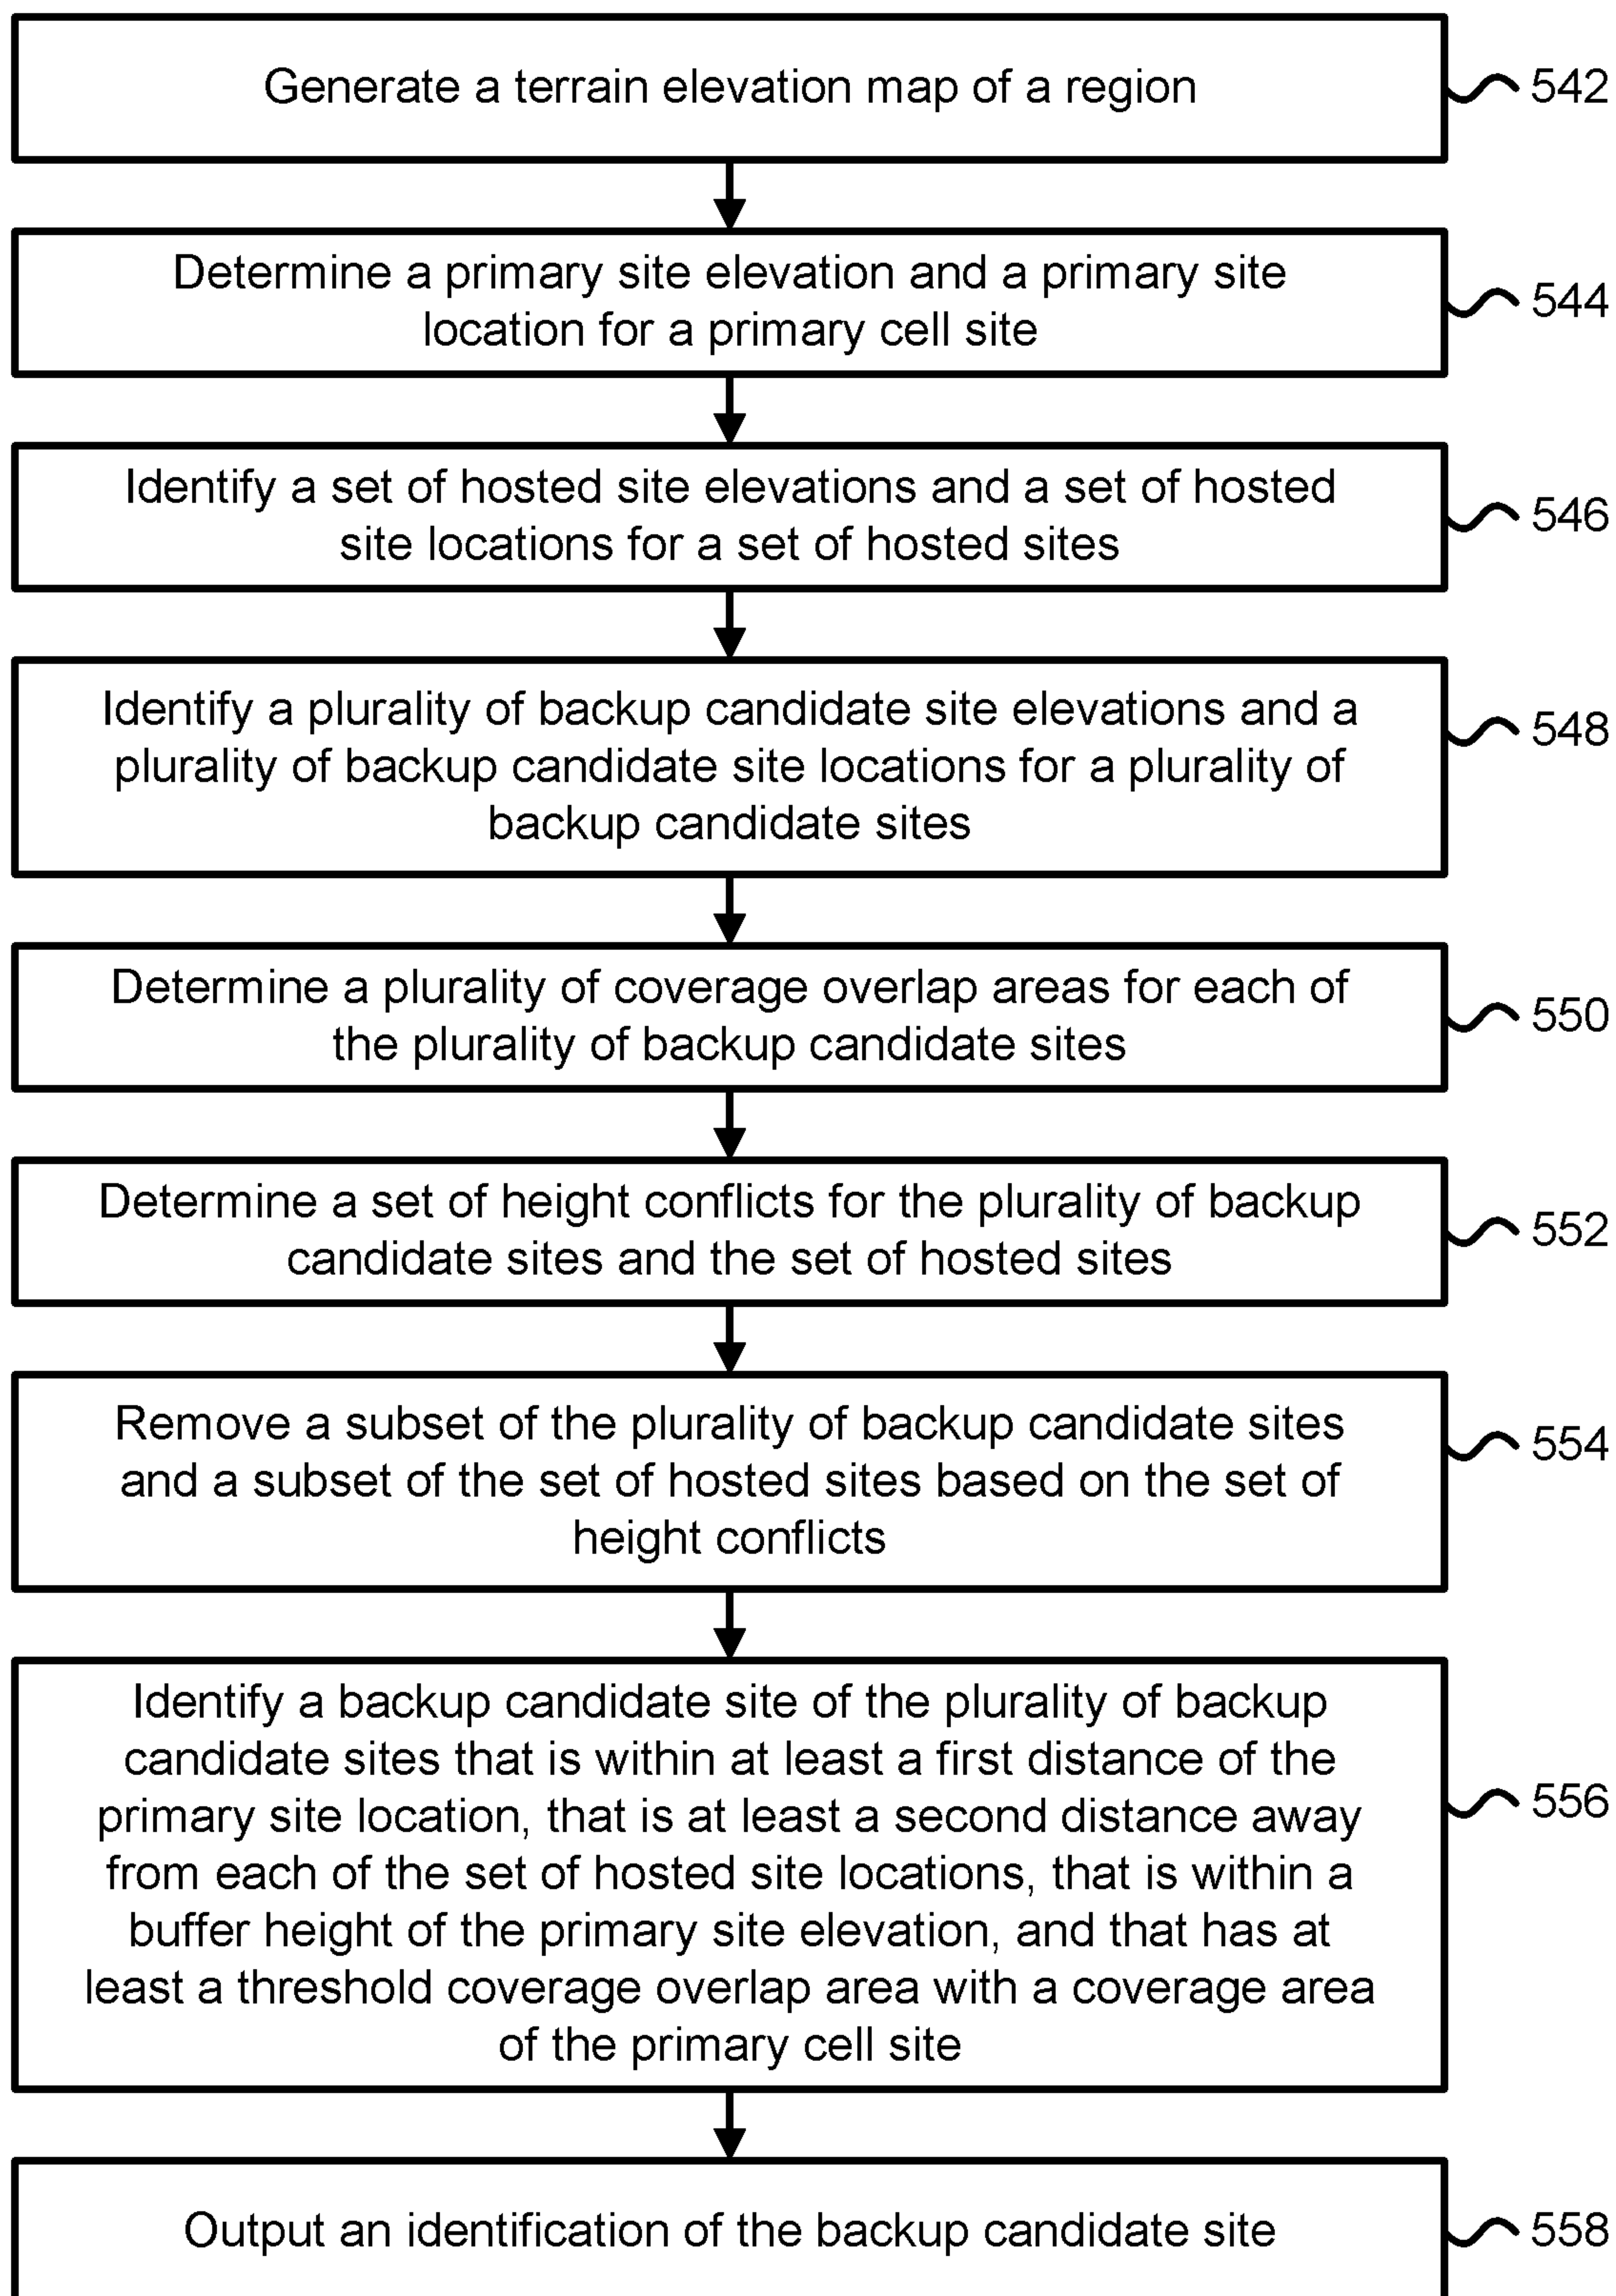 Generate a terrain elevation map of a region
542
Determine a primary site elevation and a primary site
location for a primary cell site
544
Identify a set of hosted site elevations and a set of hosted
site locations for a set of hosted sites
546
Identify a plurality of backup candidate site elevations and a
plurality of backup candidate site locations for a plurality of
backup candidate sites
548
Determine a plurality of coverage overlap areas for each of
the plurality of backup candidate sites
550
Determine a set of height conflicts for the plurality of backup
candidate sites and the set of hosted sites
552
Remove a subset of the plurality of backup candidate sites
and a subset of the set of hosted sites based on the set of
height conflicts
554
Identify a backup candidate site of the plurality of backup
candidate sites that is within at least a first distance of the
primary site location, that is at least a second distance away
from each of the set of hosted site locations, that is within a
buffer height of the primary site elevation, and that has at
least a threshold coverage overlap area with a coverage area
of the primary cell site
556
Output an identification of the backup candidate site
558